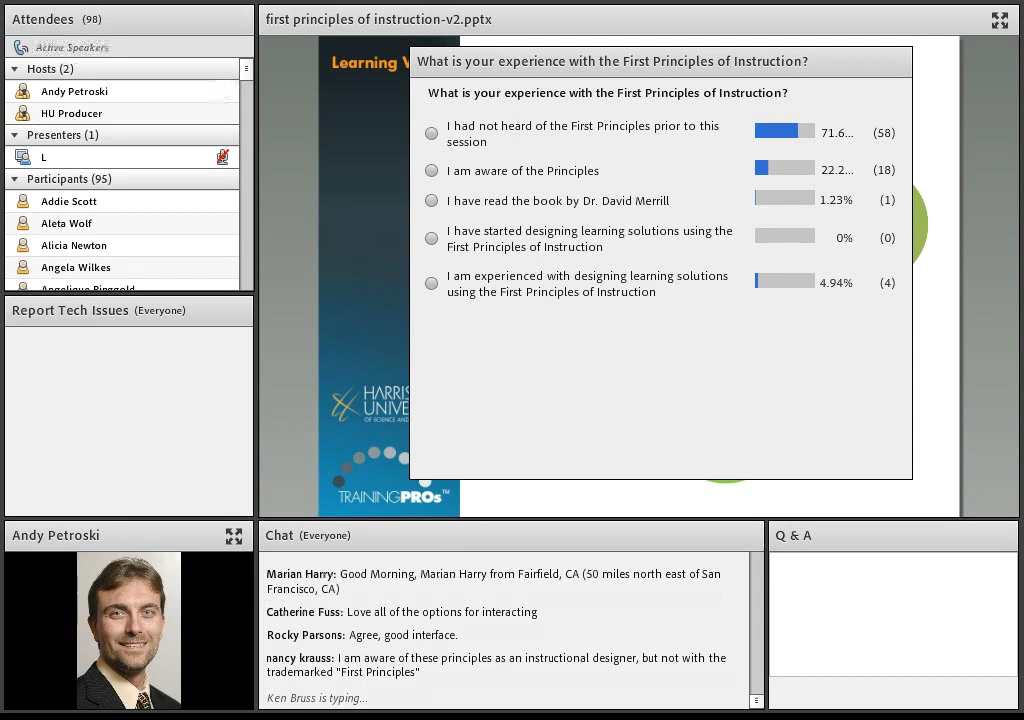 Attendees (98)
Active Speakers
Hosts (2)
Andy Petroski
HU Producer
Presenters (1)
L
Participants (95)
Addie Scott
Aleta Wolf
Alicia Newton
Angela Wilkes
Angelique Ringgold
Report Tech Issues (Everyone)
Andy Petroski
first principles of instruction-v2.pptx
Learning
What is your experience with the First Principles of Instruction?
What is your experience with the First Principles of Instruction?
I had not heard of the First Principles prior to this
session
71.6... (58)
I am aware of the Principles 22.2... (18)
I have read the book by Dr. David Merrill 1.23% (1)
I have started designing learning solutions using the
First Principles of Instruction
0% (0)
I am experienced with designing learning solutions
using the First Principles of Instruction
4.94% (4)
HARRIS
UNIVE
OF SCIENCE AND
TRAININGPROs™
Chat (Everyone)
Marian Harry: Good Morning, Marian Harry from Fairfield, CA (50 miles north east of San
Francisco, CA)
Catherine Fuss: Love all of the options for interacting
Rocky Parsons: Agree, good interface.
nancy krauss: I am aware of these principles as an instructional designer, but not with the
trademarked "First Principles"
Ken Bruss is typing...
Q & A